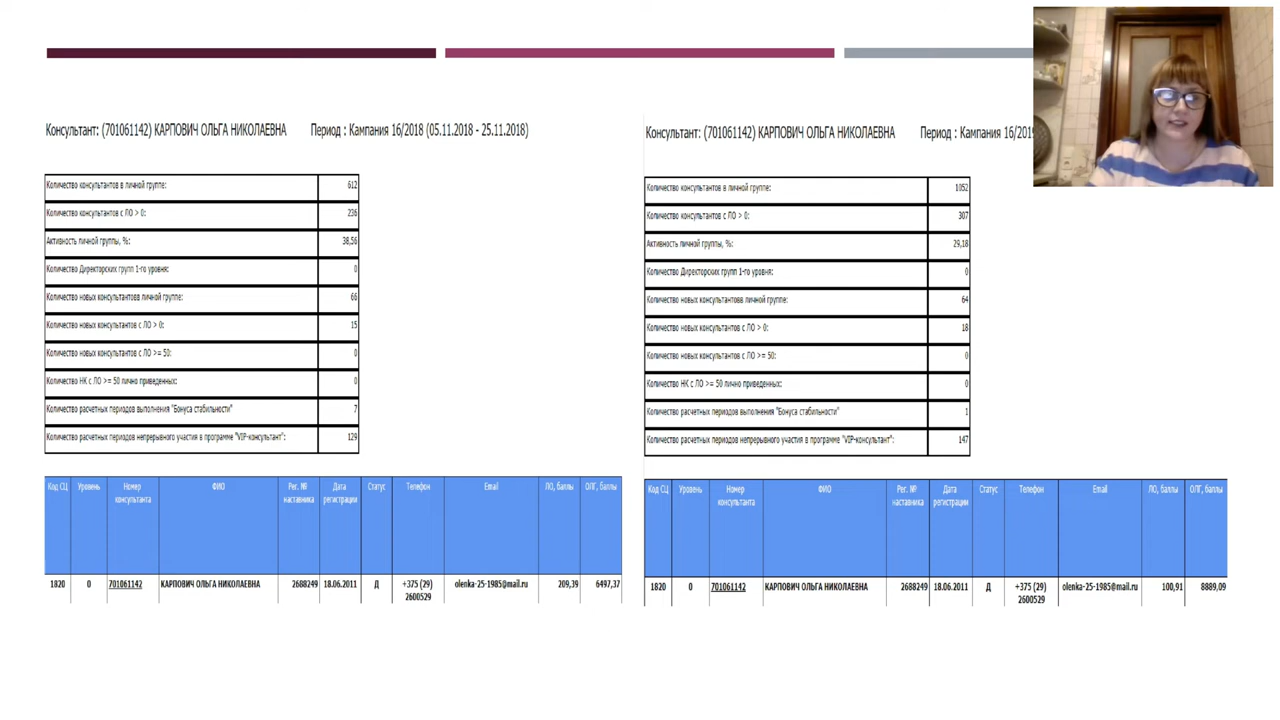 Консультант: (701061142) КАРПОВИЧ ОЛЬГА НИКОЛАЕВНА Период : Кампания 16/2018 (05.11.2018 - 25.11.2018)
Количество консультантов в личной группе: 612
Количество консультантов с ЛО > 0: 236
Активность личной группы, %: 38,56
Количество Директорских групп 1-го уровня: 0
Количество новых консультантовв личной группе: 66
Количество новых консультантов с ЛО > 0: 15
Количество новых консультантов с ЛО >= 50: 0
Количество НК с ЛО >= 50 лично приведенных: 0
Количество расчетных периодов выполнения "Бонуса стабильности" 7
Количество расчетных периодов непрерывного участия в программе "VIP-консультант": 129
Код СЦ Уровень Номер ФИО Рег. № Дата Статус Телефон Email ЛО, баллы ОЛГ, баллы
консультанта наставника регистрации
1820 0 701061142 КАРПОВИЧ ОЛЬГА НИКОЛАЕВНА 2688249 18.06.2011 Д +375 (29) olenka-25-1985@mail.ru 209,39 6497,37
2600529
Консультант: (701061142) КАРПОВИЧ ОЛЬГА НИКОЛАЕВНА Период : Кампания 16/2019
Количество консультантов в личной группе: 1052
Количество консультантов с ЛО > 0: 307
Активность личной группы, %: 29,18
Количество Директорских групп 1-го уровня: 0
Количество новых консультантовв личной группе: 64
Количество новых консультантов с ЛО > 0: 18
Количество новых консультантов с ЛО >= 50: 0
Количество НК с ЛО >= 50 лично приведенных: 0
Количество расчетных периодов выполнения "Бонуса стабильности" 1
Количество расчетных периодов непрерывного участия в программе "VIP-консультант": 147
Код СЦ Уровень Номер ФИО Рег. № Дата Статус Телефон Email ЛО, баллы ОЛГ, баллы
консультанта наставника регистрации
1820 0 701061142 КАРПОВИЧ ОЛЬГА НИКОЛАЕВНА 2688249 18.06.2011 Д +375 (29) olenka-25-1985@mail.ru 100,91 8889,09
2600529